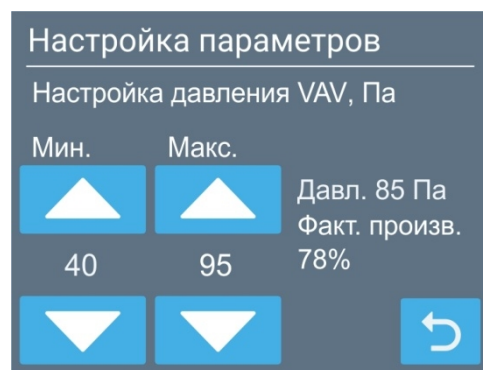 Настройка параметров
Настройка давления VAV, Па
Мин. Макс.
Давл. 85 Па
Факт. произв.
40 95 78%